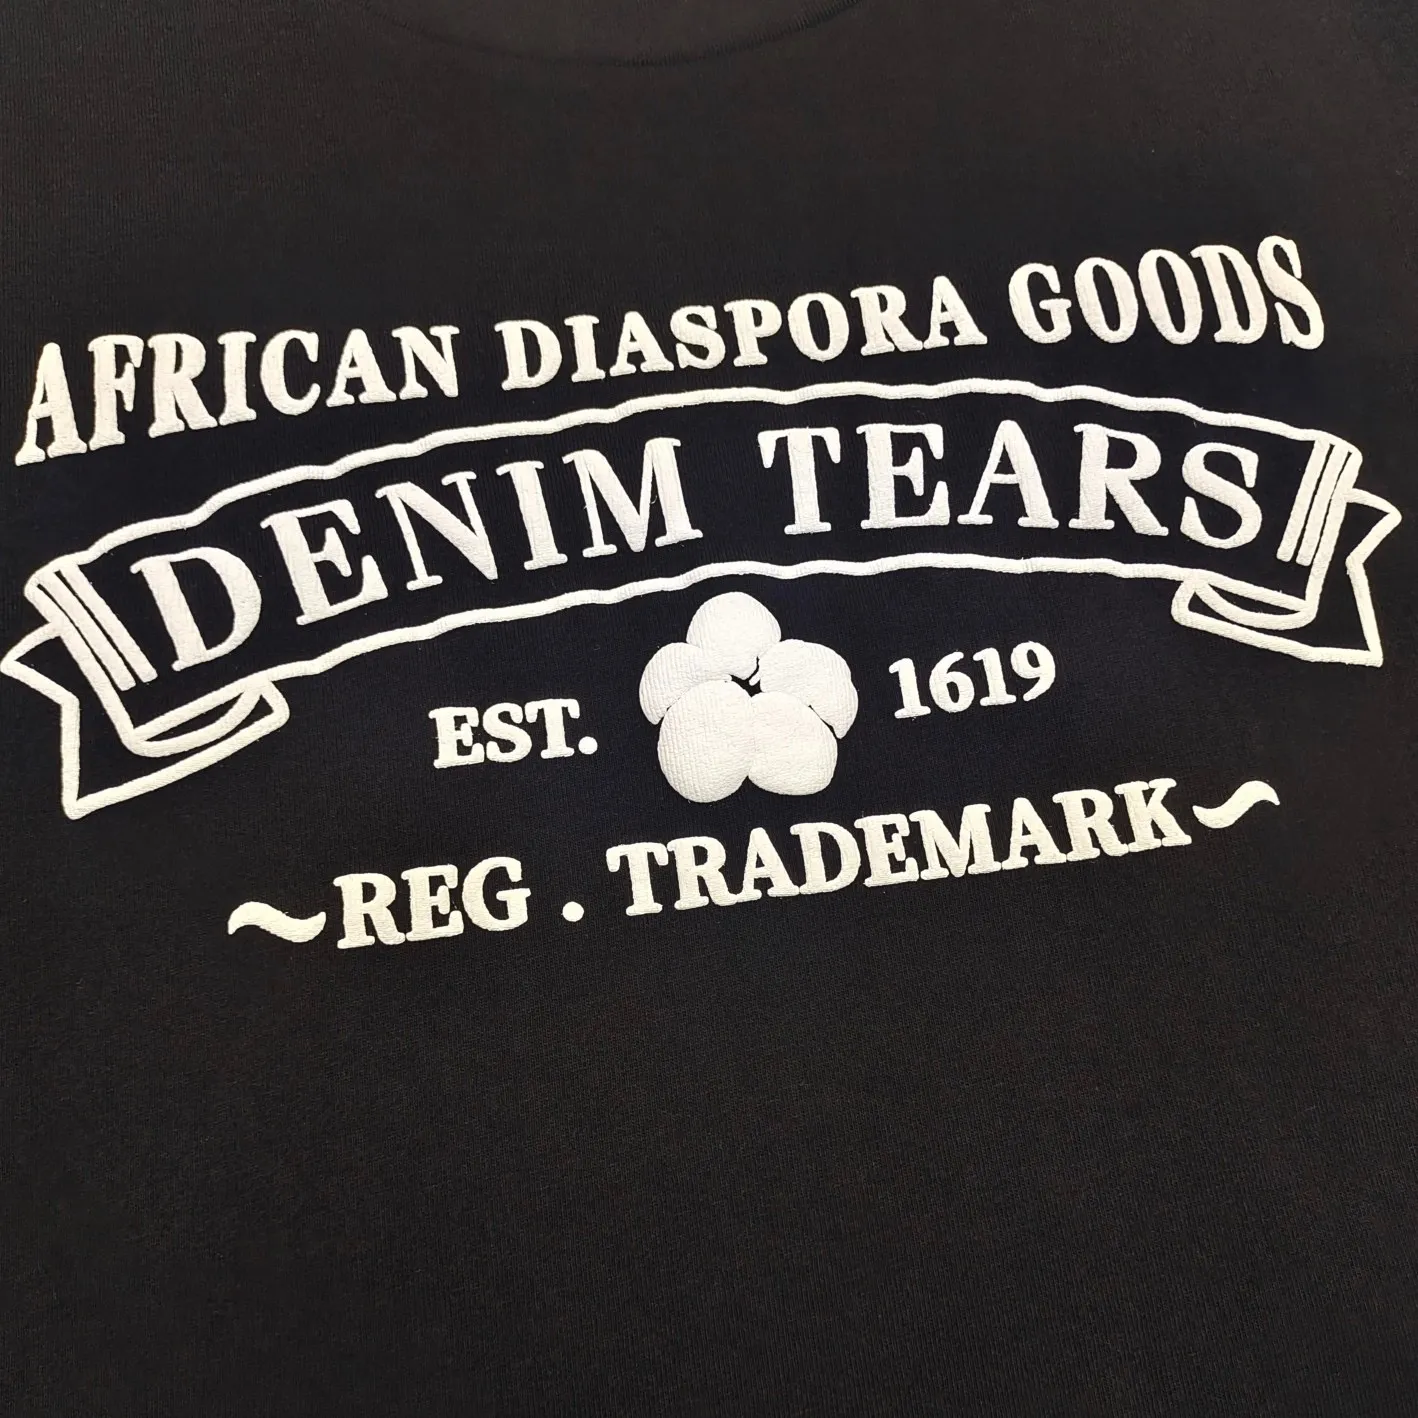 AFRICAN DIASPORA GOODS
DENIM TEARS
EST. 1619
~REG . TRADEMARK~